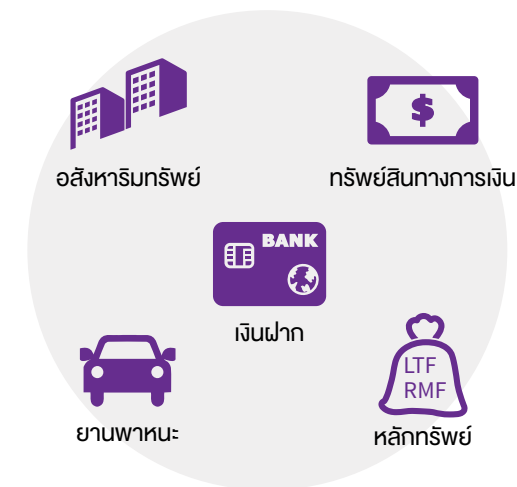 $
อสังหาริมทรัพย์
ทรัพย์สินทางการเงิน
BANK
เงินฝาก
LTF
RMF
ยานพาหนะ
หลักทรัพย์